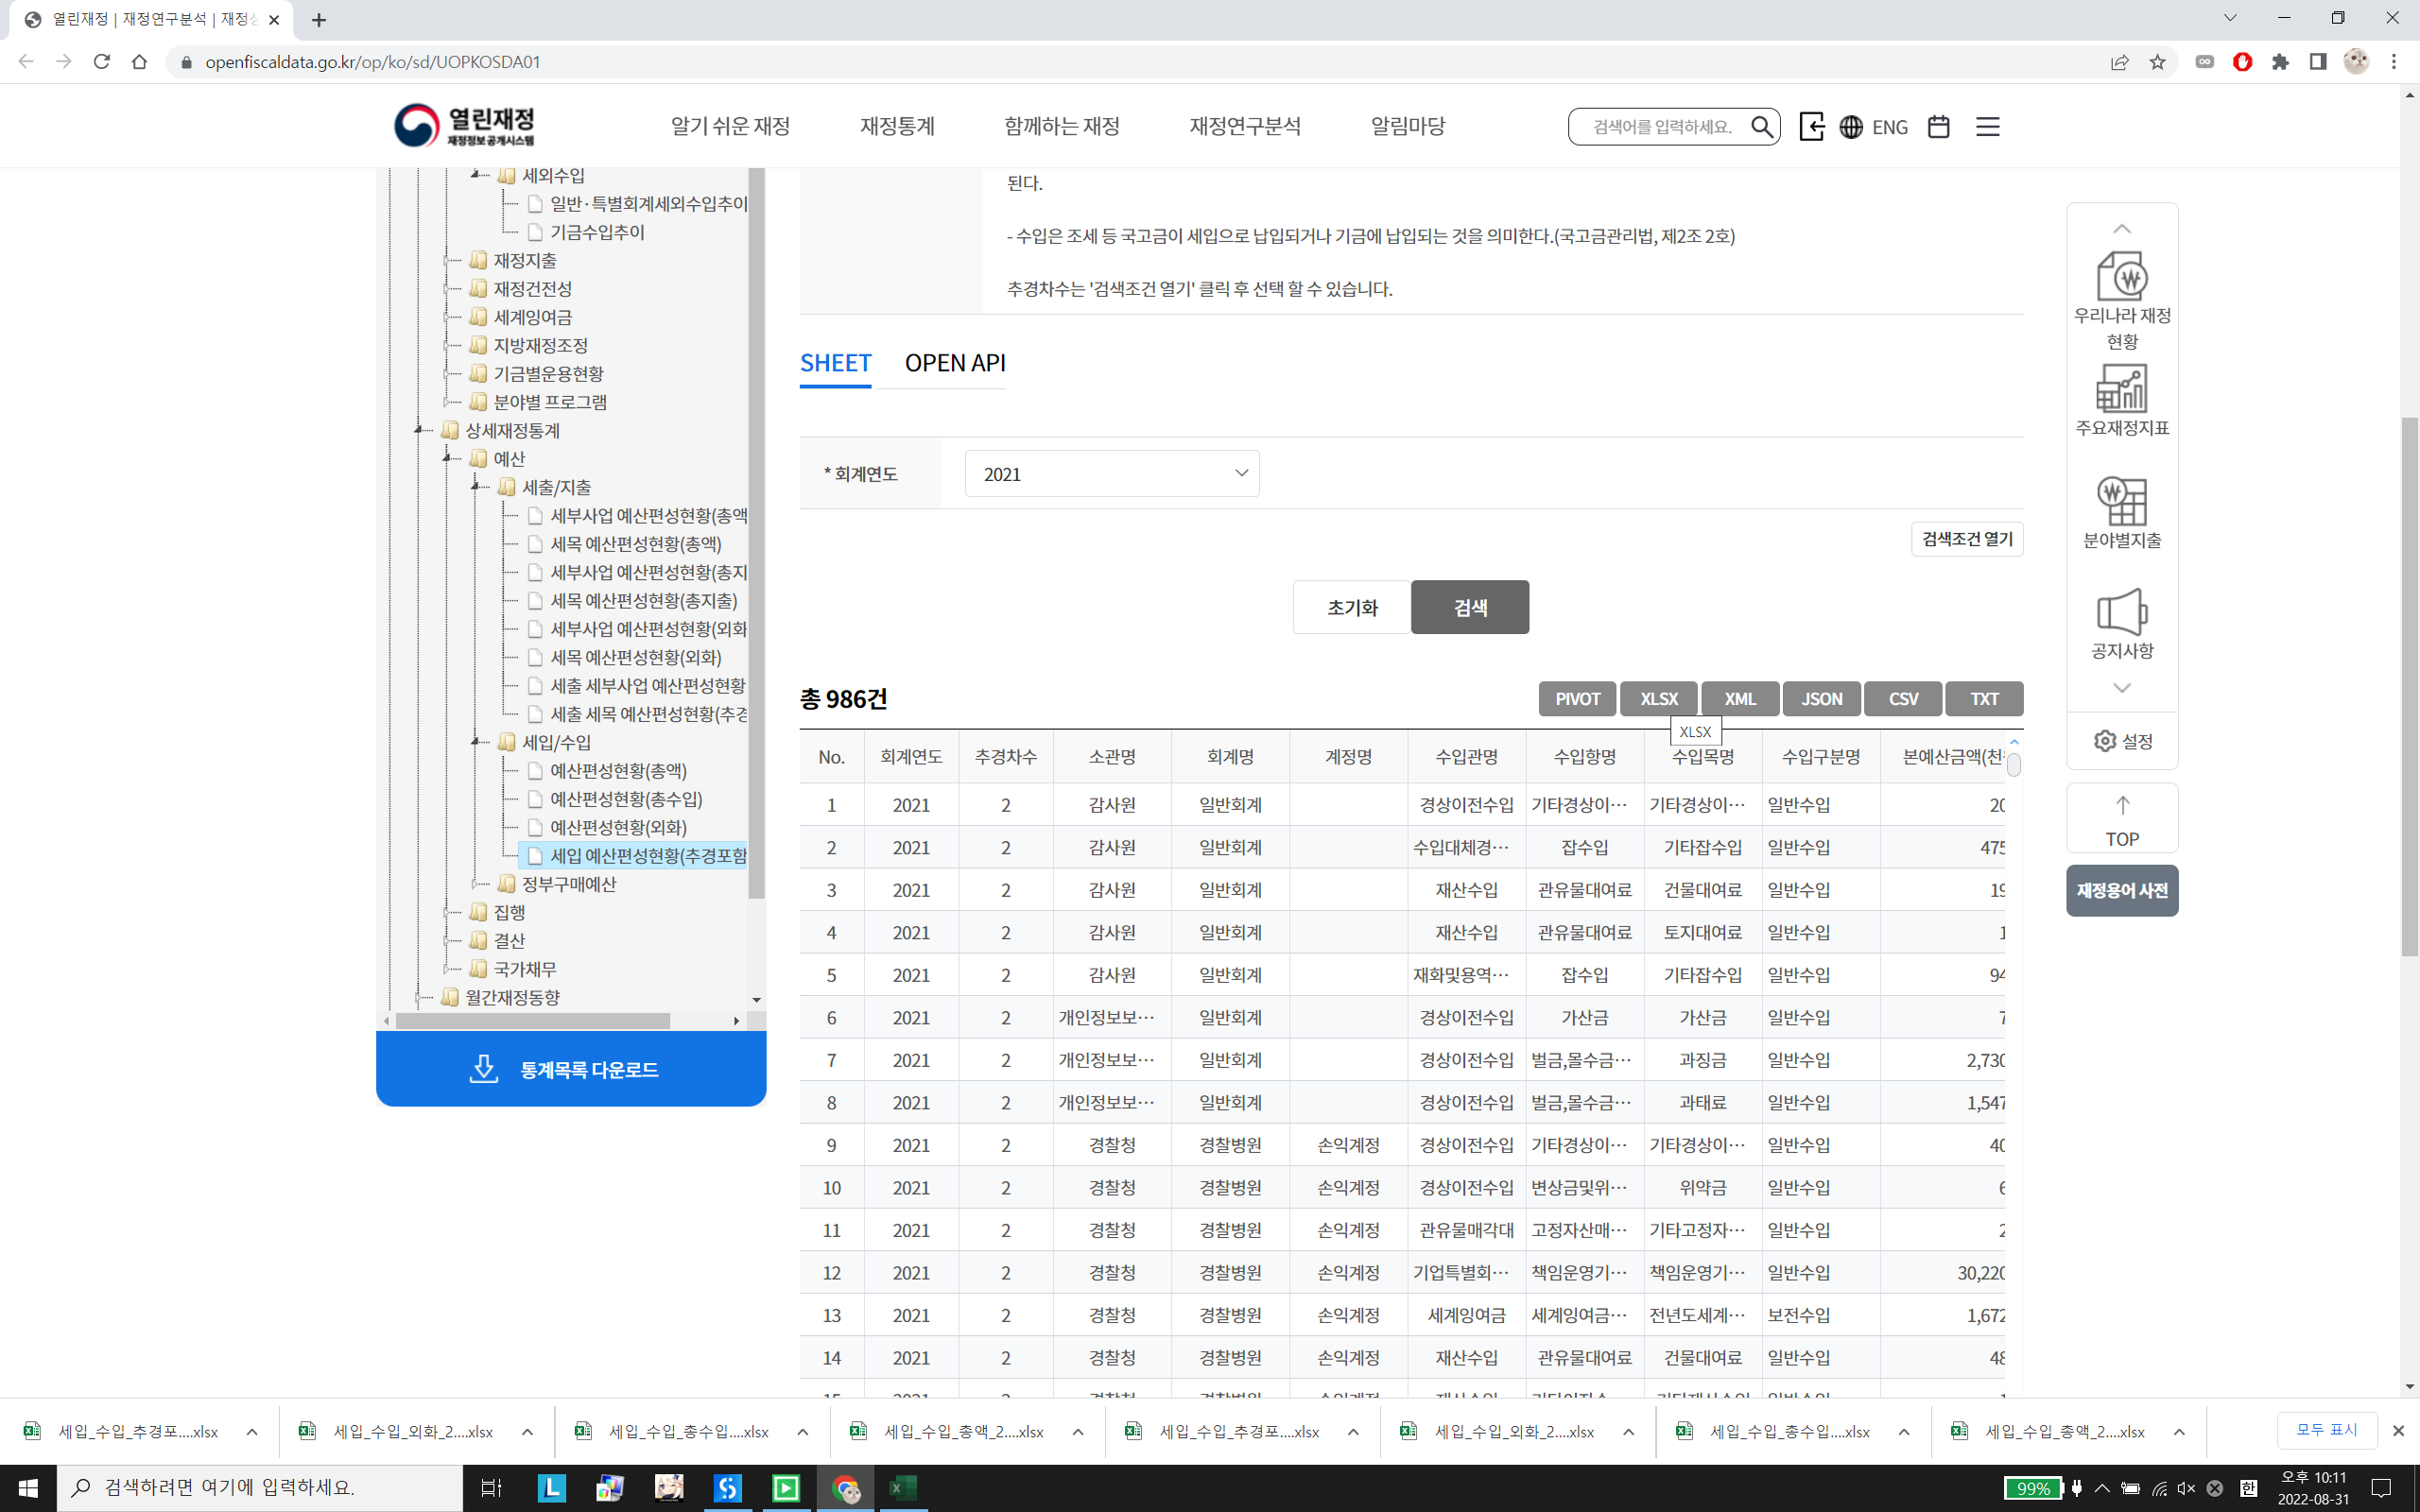 열린재정 | 재정연구분석 | 재정상
openfiscaldata.go.kr/op/ko/sd/UOPKOSDA01
열린재정
재정정보공개시스템
알기 쉬운 재정
재정통계
함께하는 재정
재정연구분석
알림마당
검색어를 입력하세요.
ENG
세외수입
일반·특별회계세외수입추이
기금수입추이
재정지출
재정건전성
세계잉여금
지방재정조정
기금별운용현황
분야별 프로그램
상세재정통계
예산
세출/지출
세부사업 예산편성현황(총액
세목 예산편성현황(총액)
세부사업 예산편성현황(총지
세목 예산편성현황(총지출)
세부사업 예산편성현황(외화
세목 예산편성현황(외화)
세출 세부사업 예산편성현황
세출 세목 예산편성현황(추경
세입/수입
예산편성현황(총액)
예산편성현황(총수입)
예산편성현황(외화)
세입 예산편성현황(추경포함
정부구매예산
집행
결산
국가채무
월간재정동향
통계목록 다운로드
된다.
- 수입은 조세 등 국고금이 세입으로 납입되거나 기금에 납입되는 것을 의미한다.(국고금관리법, 제2조 2호)
추경차수는 '검색조건 열기' 클릭 후 선택 할 수 있습니다.
SHEET OPEN API
* 회계연도 2021
검색조건 열기
초기화 검색
총 986건
PIVOT XLSX XML JSON CSV TXT
XLSX
No. 회계연도 추경차수 소관명 회계명 계정명 수입관명 수입항명 수입목명 수입구분명 본예산금액(천
1 2021 2 감사원 일반회계 경상이전수입 기타경상이… 기타경상이… 일반수입 20
2 2021 2 감사원 일반회계 수입대체경… 잡수입 기타잡수입 일반수입 475
3 2021 2 감사원 일반회계 재산수입 관유물대여료 건물대여료 일반수입 19
4 2021 2 감사원 일반회계 재산수입 관유물대여료 토지대여료 일반수입 1
5 2021 2 감사원 일반회계 재화및용역… 잡수입 기타잡수입 일반수입 94
6 2021 2 개인정보보… 일반회계 경상이전수입 가산금 가산금 일반수입 7
7 2021 2 개인정보보… 일반회계 경상이전수입 벌금,몰수금… 과징금 일반수입 2,730
8 2021 2 개인정보보… 일반회계 경상이전수입 벌금,몰수금… 과태료 일반수입 1,547
9 2021 2 경찰청 경찰병원 손익계정 경상이전수입 기타경상이… 기타경상이… 일반수입 40
10 2021 2 경찰청 경찰병원 손익계정 경상이전수입 변상금및위… 위약금 일반수입 6
11 2021 2 경찰청 경찰병원 손익계정 관유물매각대 고정자산매… 기타고정자… 일반수입 2
12 2021 2 경찰청 경찰병원 손익계정 기업특별회… 책임운영기… 책임운영기… 일반수입 30,220
13 2021 2 경찰청 경찰병원 손익계정 세계잉여금 세계잉여금… 전년도세계… 보전수입 1,672
14 2021 2 경찰청 경찰병원 손익계정 재산수입 관유물대여료 건물대여료 일반수입 48
우리나라 재정
현황
주요재정지표
분야별지출
공지사항
설정
TOP
재정용어 사전
세입_수입_추경포....xlsx
세입_수입_외화_2....xlsx
세입_수입_총수입....xlsx
세입_수입_총액_2....xlsx
세입_수입_추경포....xlsx
세입_수입_외화_2....xlsx
세입_수입_총수입....xlsx
세입_수입_총액_2....xlsx
모두 표시
검색하려면 여기에 입력하세요.
99%
한
오후 10:11
2022-08-31